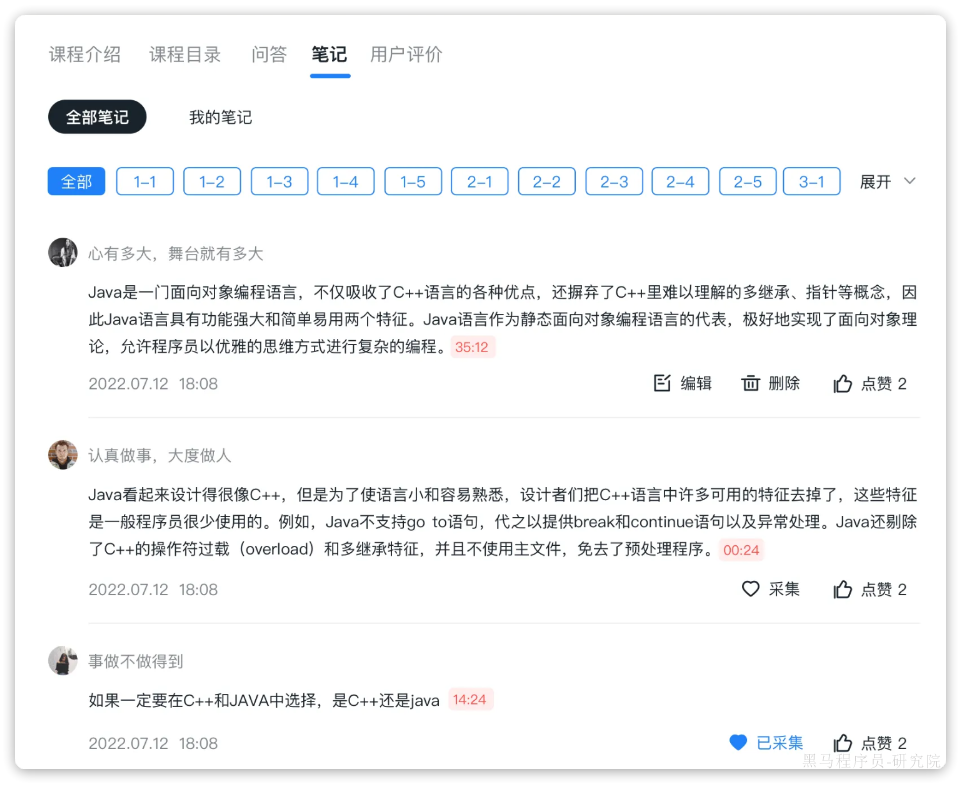 课程介绍 课程目录 问答 笔记 用户评价
全部笔记 我的笔记
全部 1-1 1-2 1-3 1-4 1-5 2-1 2-2 2-3 2-4 2-5 3-1 展开
心有多大，舞台就有多大
Java是一门面向对象编程语言，不仅吸收了C++语言的各种优点，还摒弃了C++里难以理解的多继承、指针等概念，因
此Java语言具有功能强大和简单易用两个特征。Java语言作为静态面向对象编程语言的代表，极好地实现了面向对象理
论，允许程序员以优雅的思维方式进行复杂的编程。 35:12
2022.07.12 18:08 编辑 删除 点赞 2
认真做事，大度做人
Java看起来设计得很像C++，但是为了使语言小和容易熟悉，设计者们把C++语言中许多可用的特征去掉了，这些特征
是一般程序员很少使用的。例如，Java不支持go to语句，代之以提供break和continue语句以及异常处理。Java还剔除
了C++的操作符过载（overload）和多继承特征，并且不使用主文件，免去了预处理程序。 00:24
2022.07.12 18:08 采集 点赞 2
事做不做得到
如果一定要在C++和JAVA中选择，是C++还是java 14:24
2022.07.12 18:08 已采集 点赞 2
黑马程序员-研究院